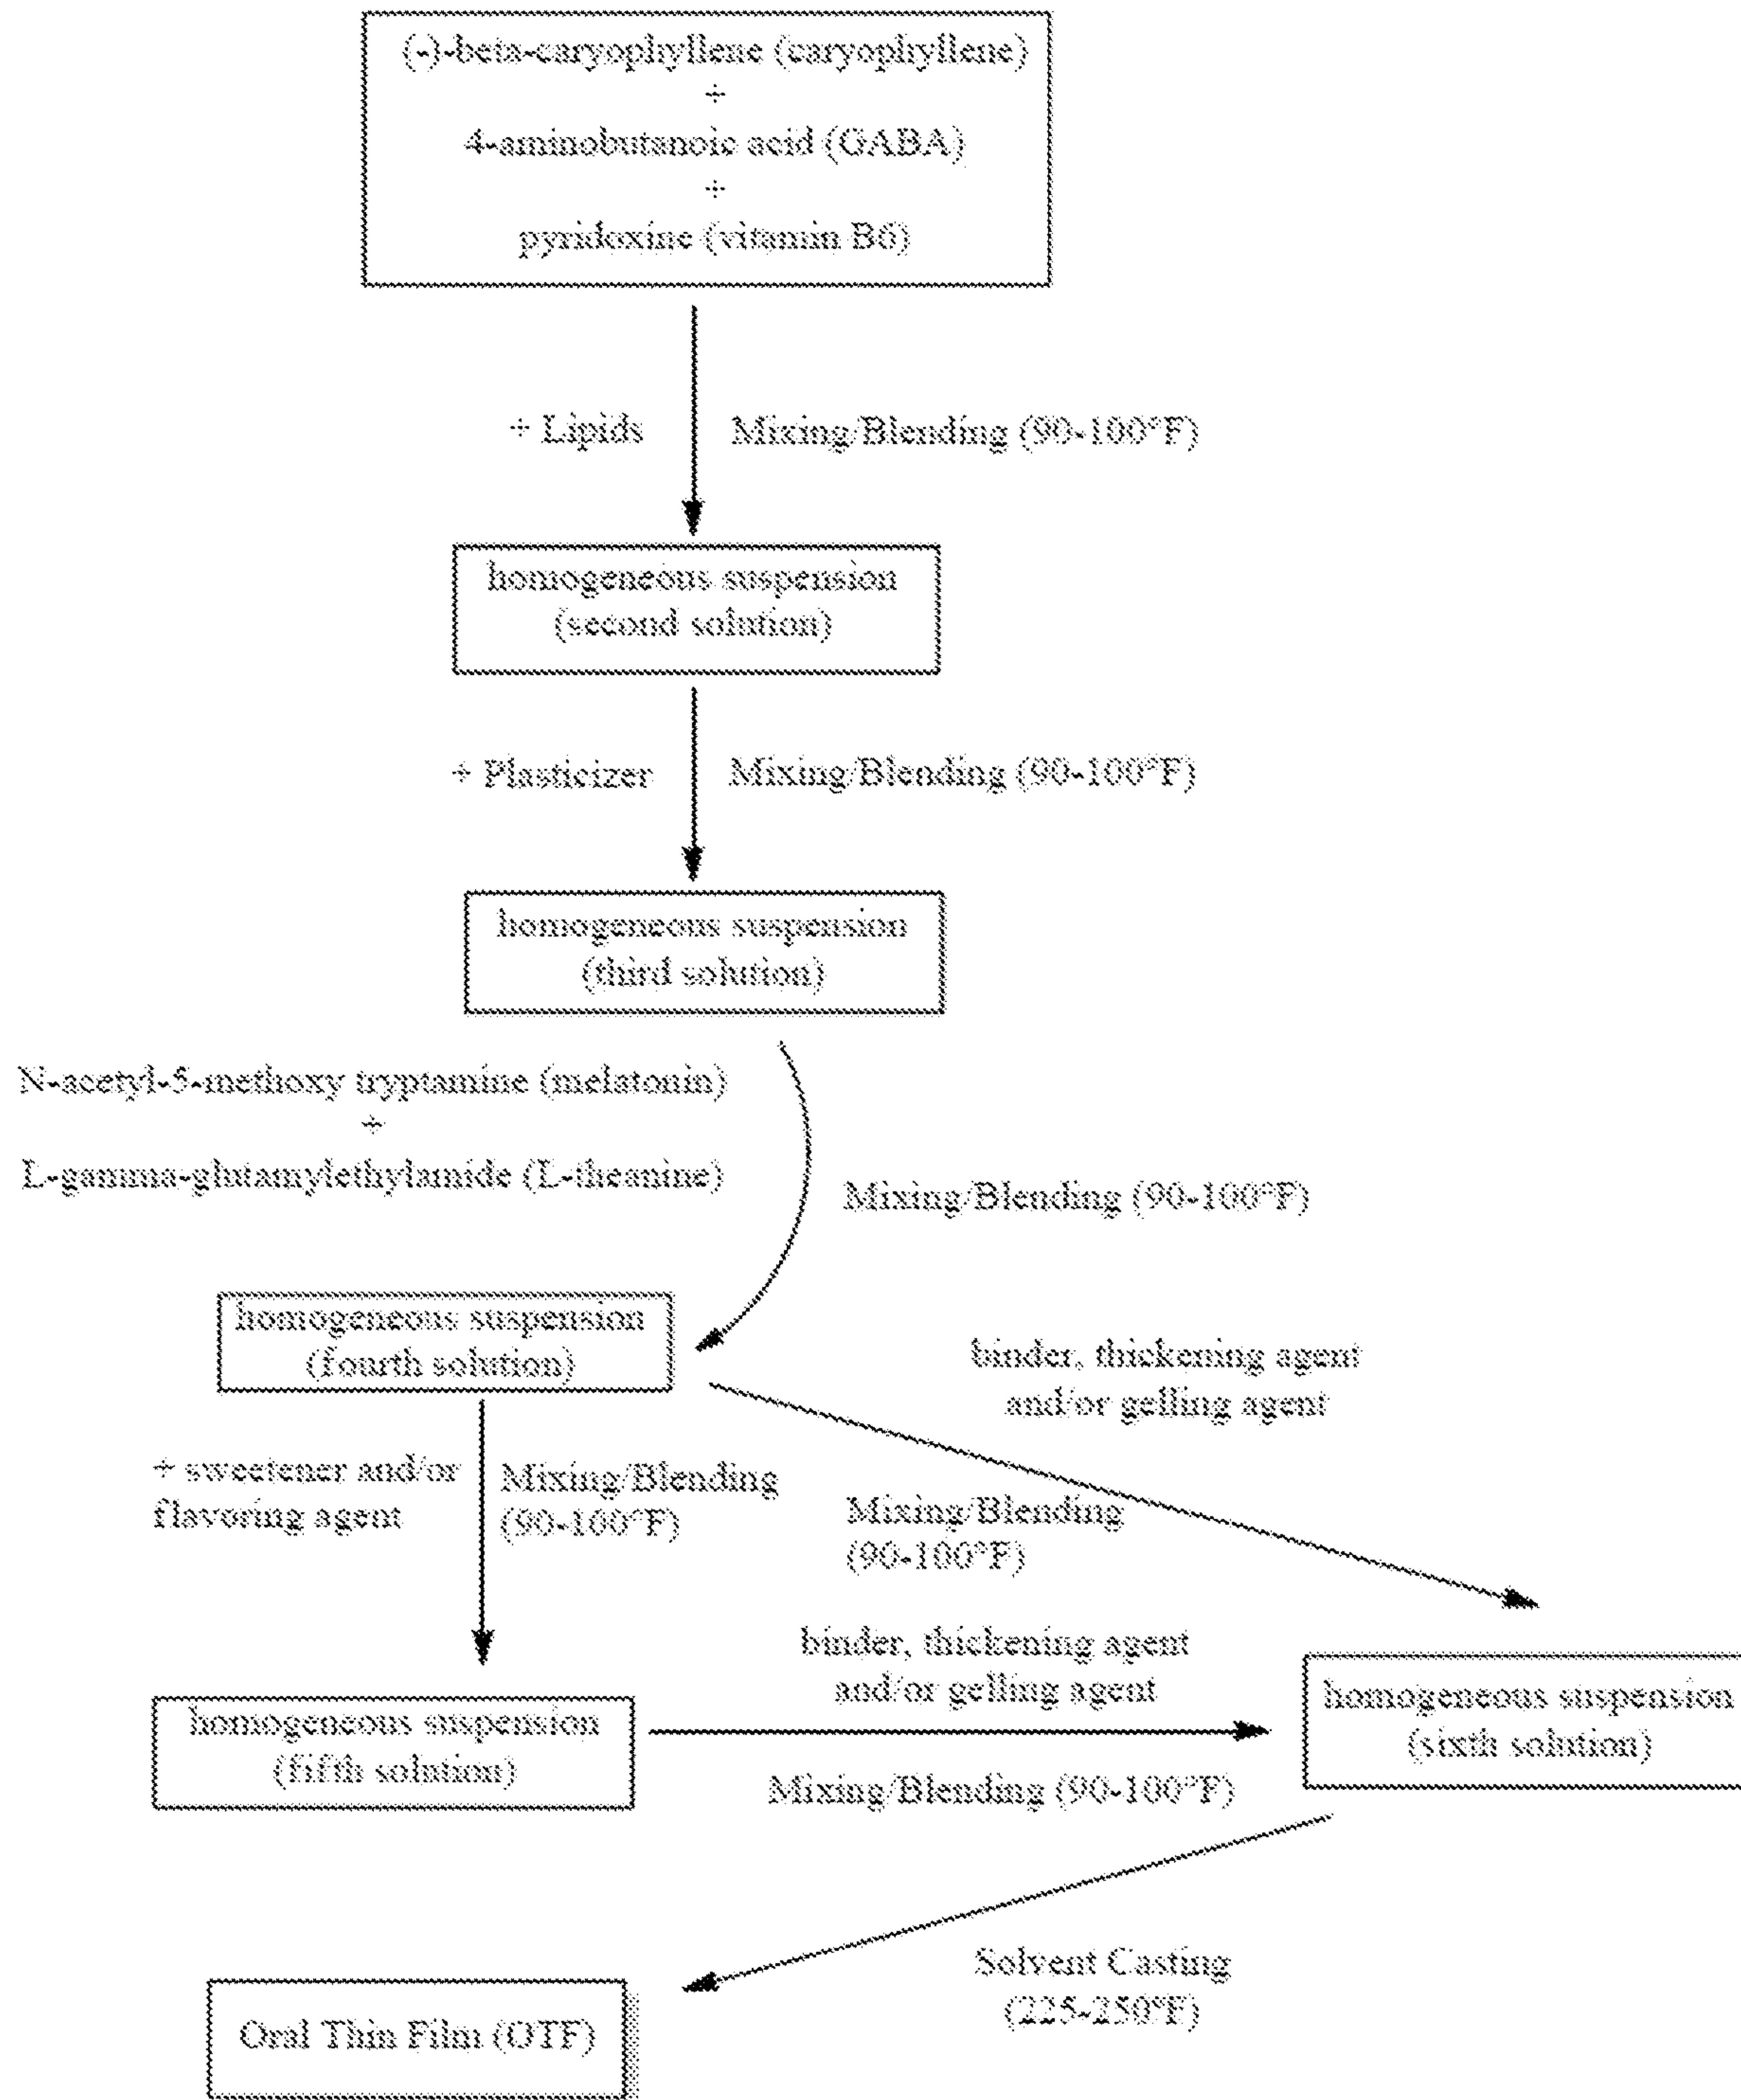 (-)-beta-caryophyllene (caryophyllene)
+
4-aminobutanoic acid (GABA)
+
pyridoxine (vitamin B6)
+ Lipids
Mixing/Blending (90-100°F)
homogeneous suspension
(second solution)
+ Plasticizer
Mixing/Blending (90-100°F)
homogeneous suspension
(third solution)
N-acetyl-5-methoxy tryptamine (melatonin)
+
L-gamma-glutamylethylamide (L-theanine)
Mixing/Blending (90-100°F)
homogeneous suspension
(fourth solution)
binder, thickening agent
and/or gelling agent
+ sweetener and/or
flavoring agent
Mixing/Blending
(90-100°F)
Mixing/Blending
(90-100°F)
binder, thickening agent
and/or gelling agent
homogeneous suspension
(fifth solution)
Mixing/Blending (90-100°F)
homogeneous suspension
(sixth solution)
Solvent Casting
(225-250°F)
Oral Thin Film (OTF)